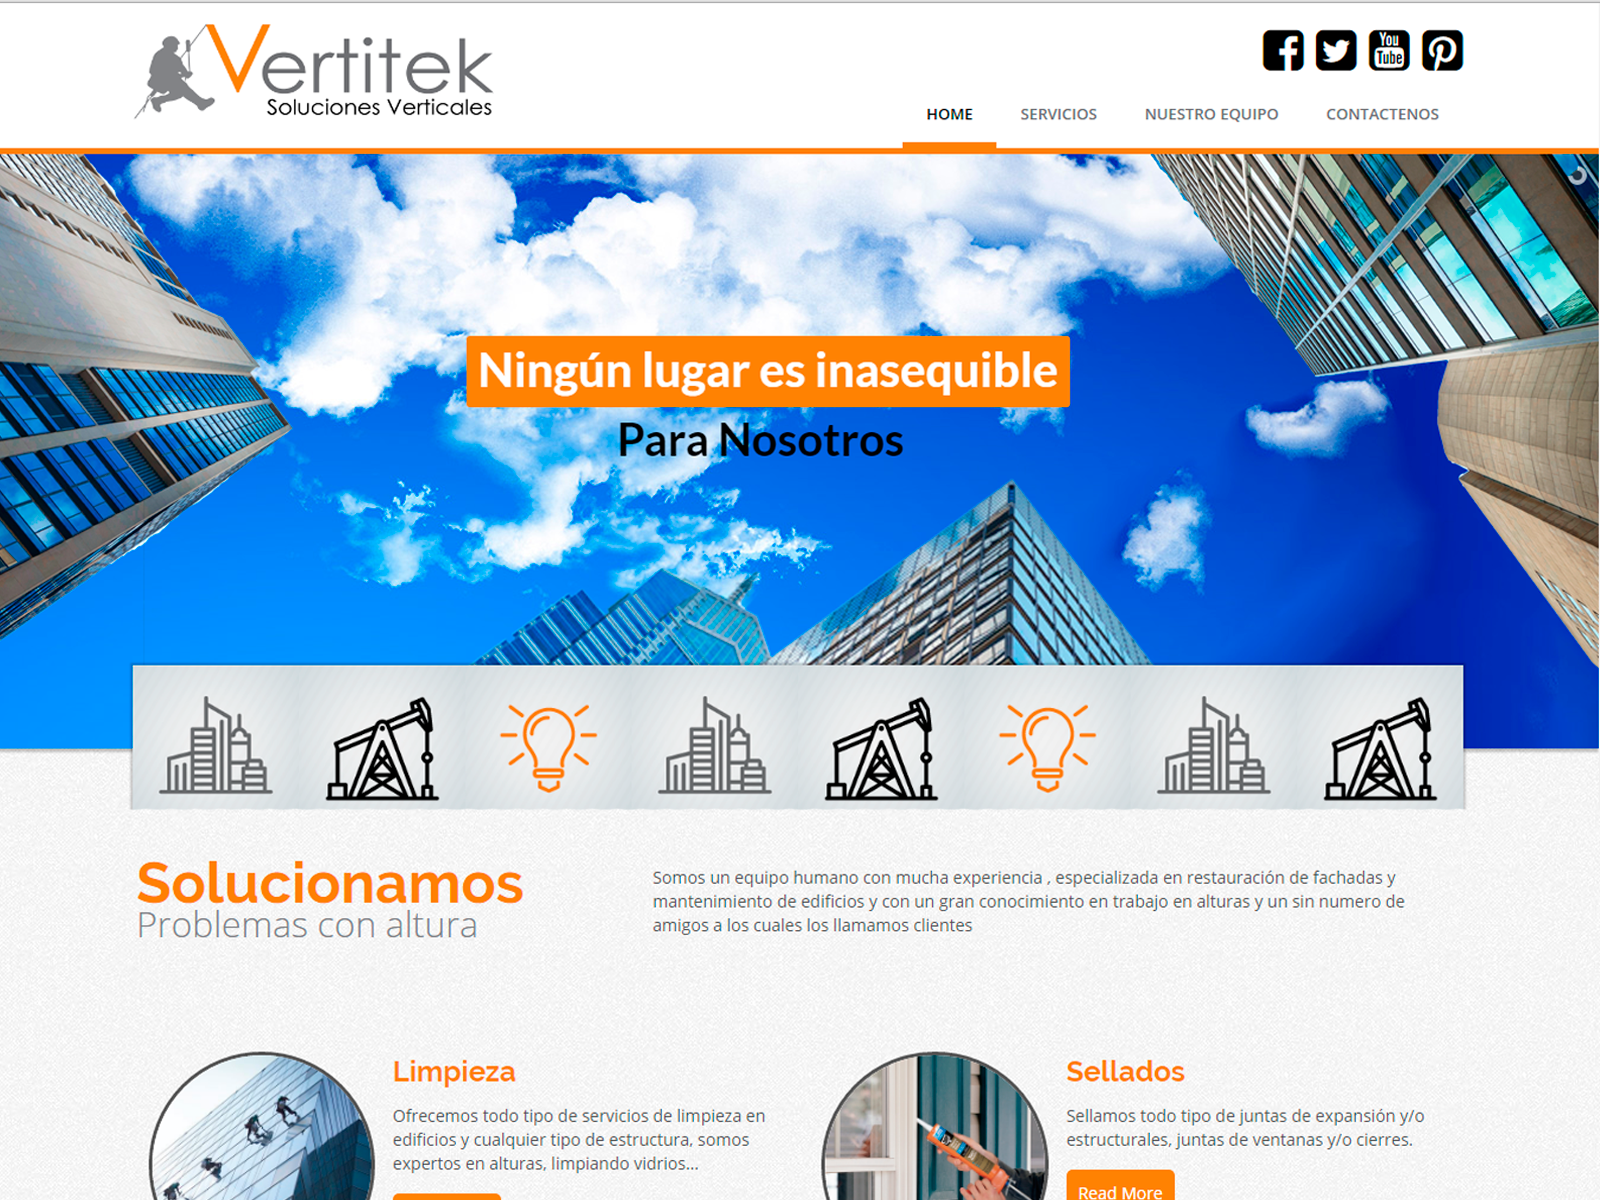 Vertitek
Soluciones Verticales
You
Tube
HOME SERVICIOS NUESTRO EQUIPO CONTACTENOS
Ningún lugar es inasequible
Para Nosotros
Solucionamos
Problemas con altura
Somos un equipo humano con mucha experiencia , especializada en restauración de fachadas y
mantenimiento de edificios y con un gran conocimiento en trabajo en alturas y un sin numero de
amigos a los cuales los llamamos clientes
Limpieza
Ofrecemos todo tipo de servicios de limpieza en
edificios y cualquier tipo de estructura, somos
expertos en alturas, limpiando vidrios...
Sellados
Sellamos todo tipo de juntas de expansión y/o
estructurales, juntas de ventanas y/o cierres.
Read More